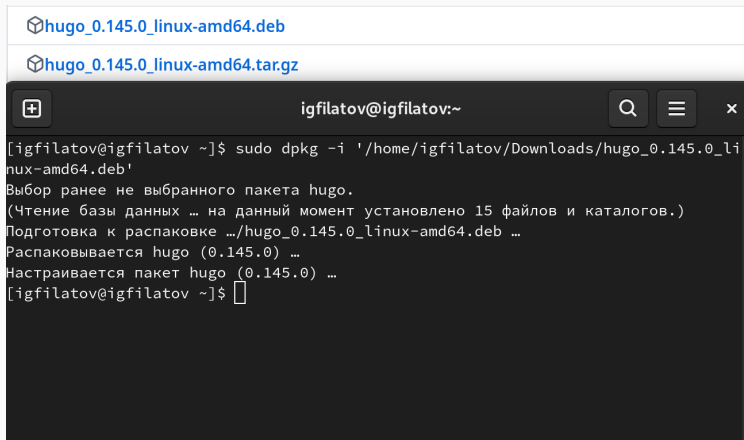 hugo_0.145.0_linux-amd64.deb
hugo_0.145.0_linux-amd64.tar.gz
igfilatov@igfilatov:~
[igfilatov@igfilatov ~]$ sudo dpkg -i '/home/igfilatov/Downloads/hugo_0.145.0_li
nux-amd64.deb'
Выбор ранее не выбранного пакета hugo.
(Чтение базы данных … на данный момент установлено 15 файлов и каталогов.)
Подготовка к распаковке …/hugo_0.145.0_linux-amd64.deb …
Распаковывается hugo (0.145.0) …
Настраивается пакет hugo (0.145.0) …
[igfilatov@igfilatov ~]$